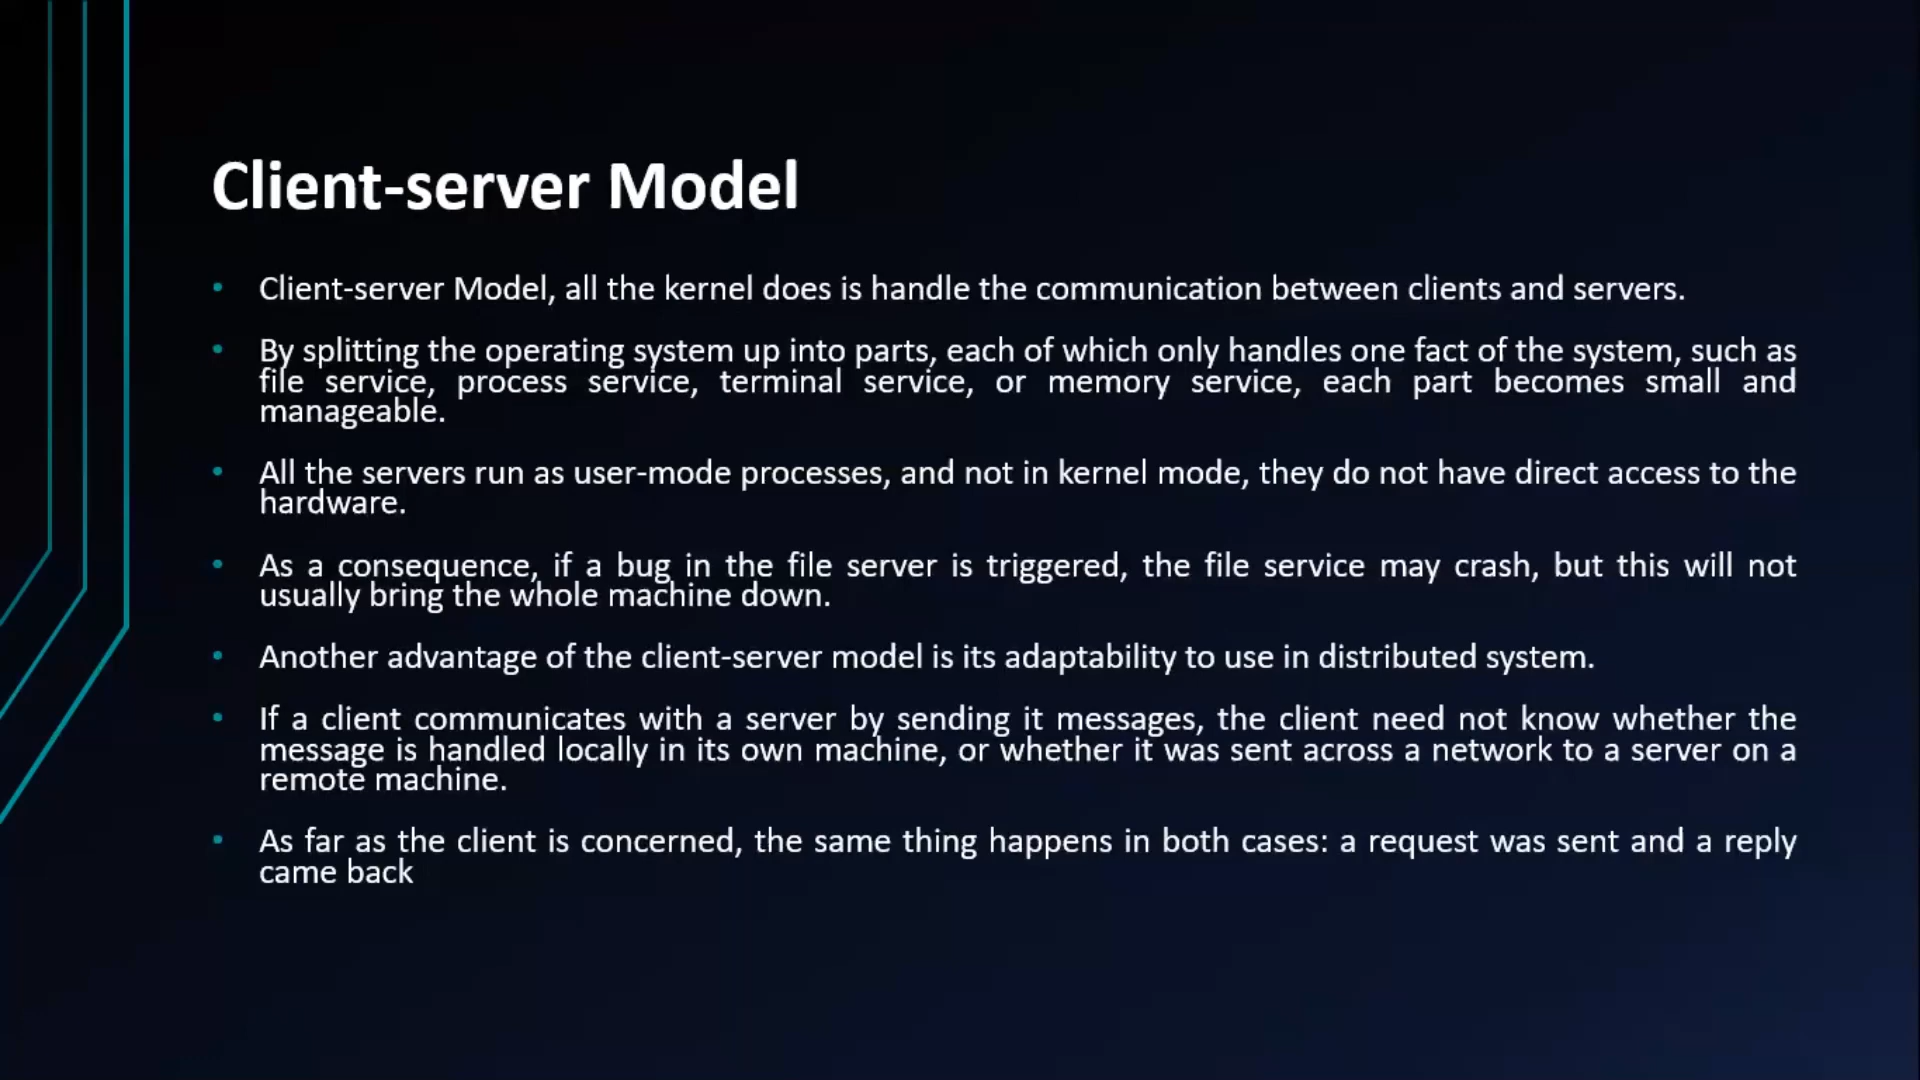 Client-server Model
• Client-server Model, all the kernel does is handle the communication between clients and servers.
• By splitting the operating system up into parts, each of which only handles one fact of the system, such as
file service, process service, terminal service, or memory service, each part becomes small and
manageable.
• All the servers run as user-mode processes, and not in kernel mode, they do not have direct access to the
hardware.
• As a consequence, if a bug in the file server is triggered, the file service may crash, but this will not
usually bring the whole machine down.
• Another advantage of the client-server model is its adaptability to use in distributed system.
• If a client communicates with a server by sending it messages, the client need not know whether the
message is handled locally in its own machine, or whether it was sent across a network to a server on a
remote machine.
• As far as the client is concerned, the same thing happens in both cases: a request was sent and a reply
came back